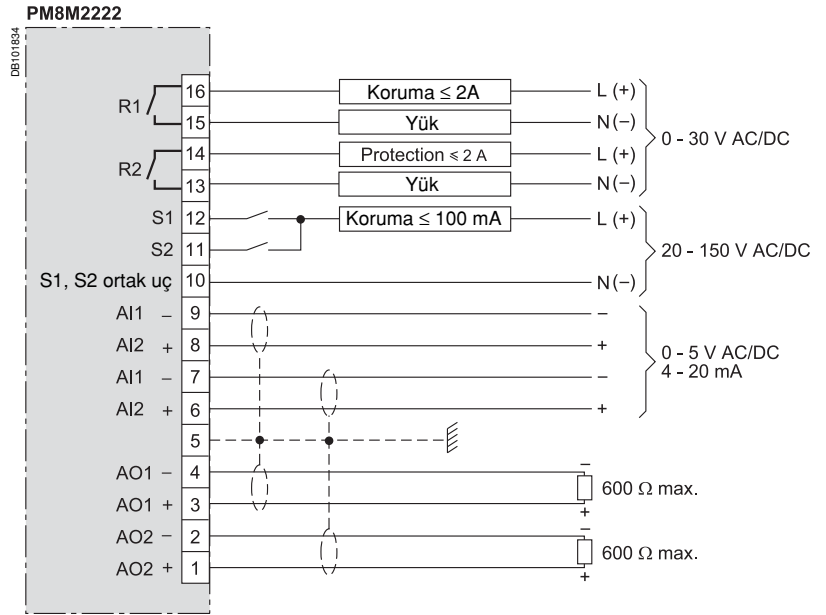 PM8M2222
DB101834
R1
16 Koruma ≤ 2A L (+)
15 Yük N(–)
0 - 30 V AC/DC
R2
14 Protection ≤ 2 A L (+)
13 Yük N(–)
S1 12 Koruma ≤ 100 mA L (+)
S2 11
20 - 150 V AC/DC
S1, S2 ortak uç 10 N(–)
AI1 – 9 –
AI2 + 8 +
0 - 5 V AC/DC
4 - 20 mA
AI1 – 7 –
AI2 + 6 +
5
AO1 – 4 –
600 Ω max.
AO1 + 3 +
AO2 – 2 –
600 Ω max.
AO2 + 1 +